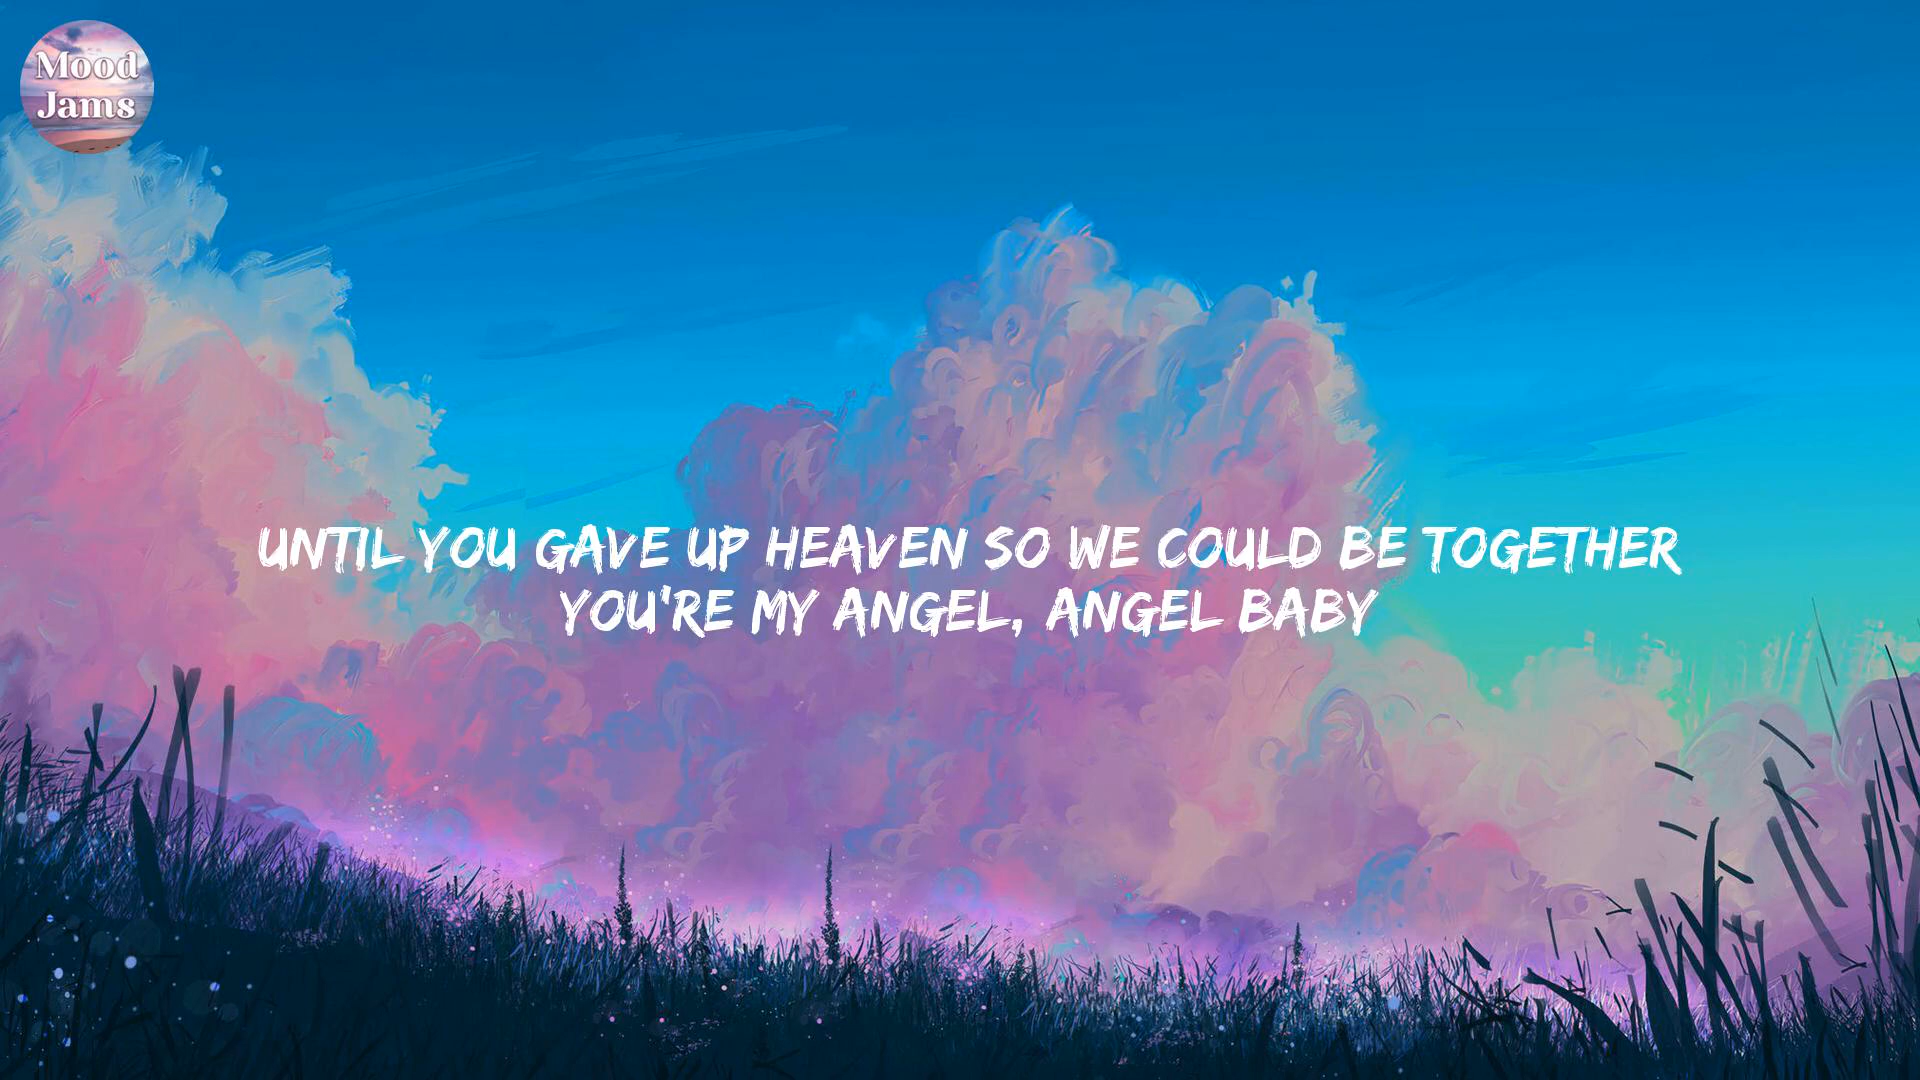 Mood
Jams
UNTIL YOU GAVE UP HEAVEN SO WE COULD BE TOGETHER
YOU'RE MY ANGEL, ANGEL BABY